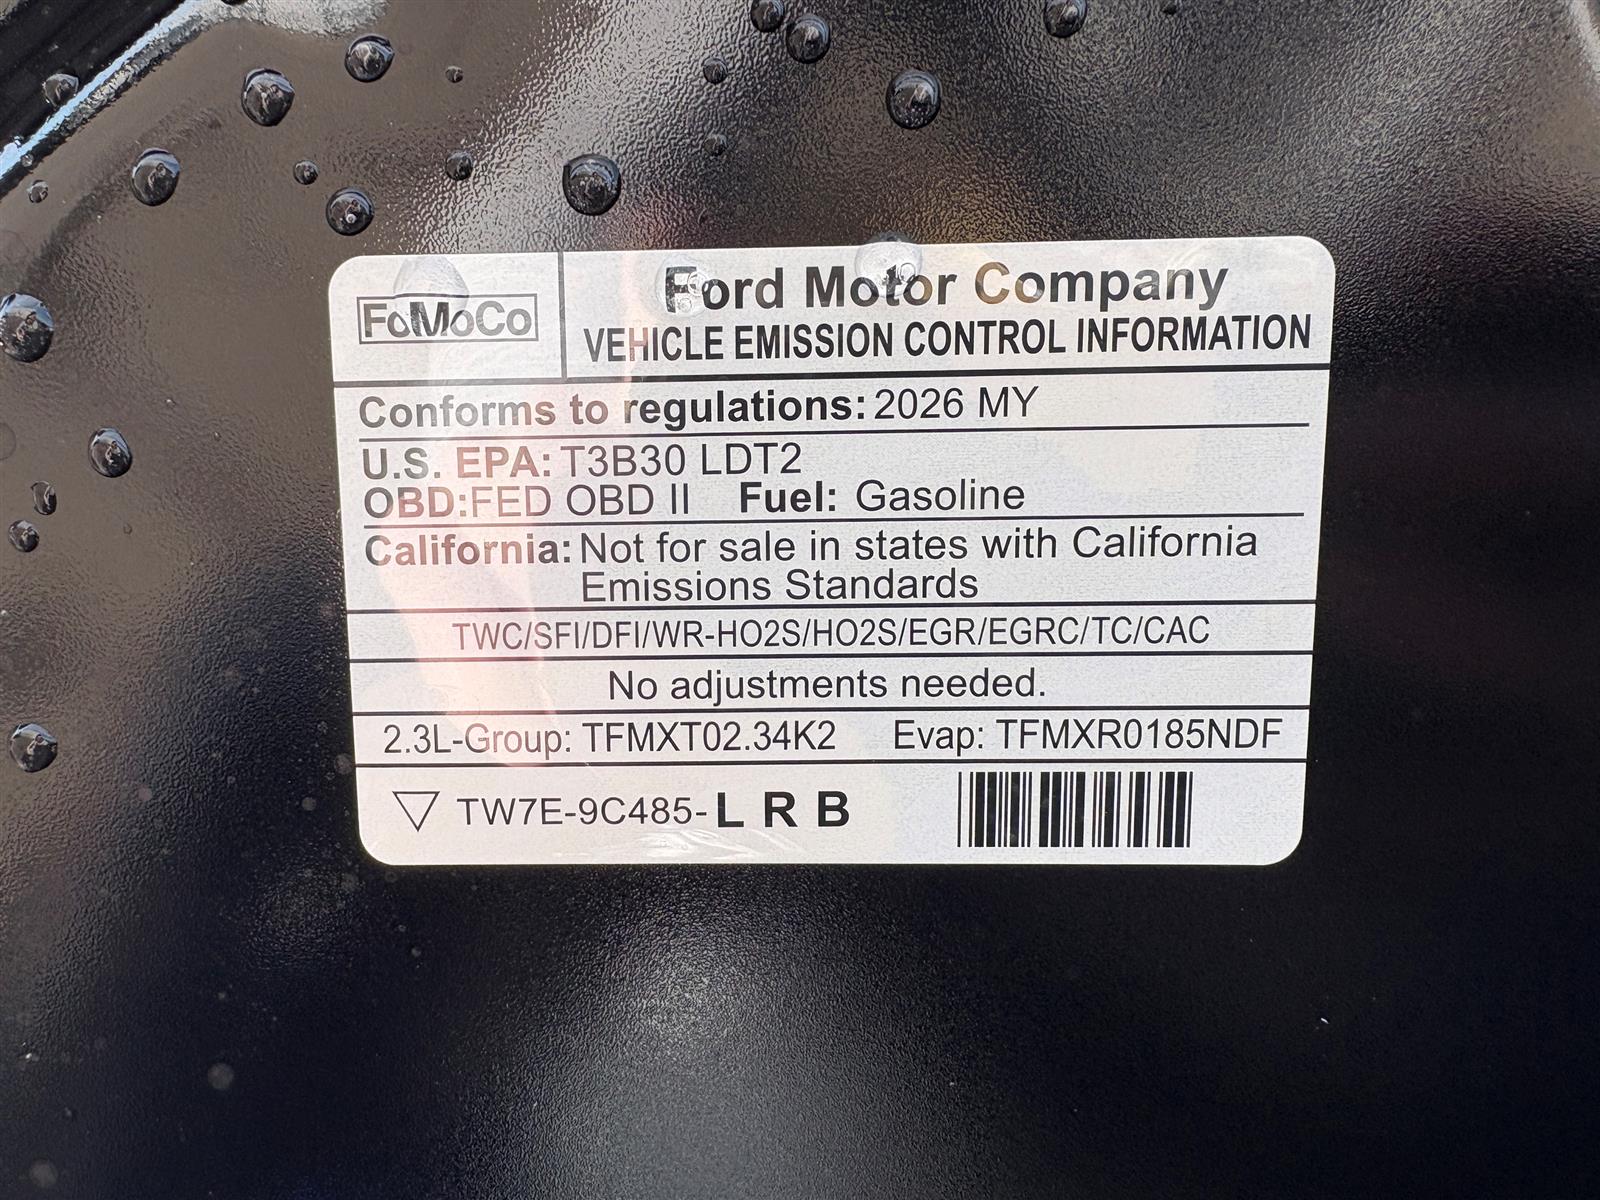 FoMoCo
Ford Motor Company
VEHICLE EMISSION CONTROL INFORMATION
Conforms to regulations: 2026 MY
U.S. EPA: T3B30 LDT2
OBD:FED OBD II Fuel: Gasoline
California: Not for sale in states with California
Emissions Standards
TWC/SFI/DFI/WR-HO2S/HO2S/EGR/EGRC/TC/CAC
No adjustments needed.
2.3L-Group: TFMXT02.34K2 Evap: TFMXR0185NDF
TW7E-9C485-LRB